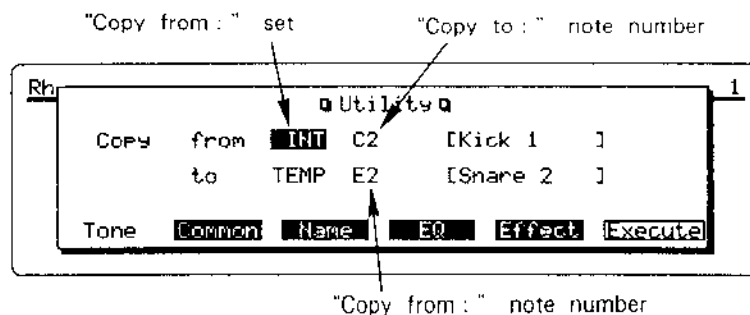 "Copy from : " set "Copy to : " note number
Rh 1
Utility
Copy from INT C2 [Kick 1 ]
to TEMP E2 [Snare 2 ]
Tone Common Name EQ Effect Execute
"Copy from : " note number